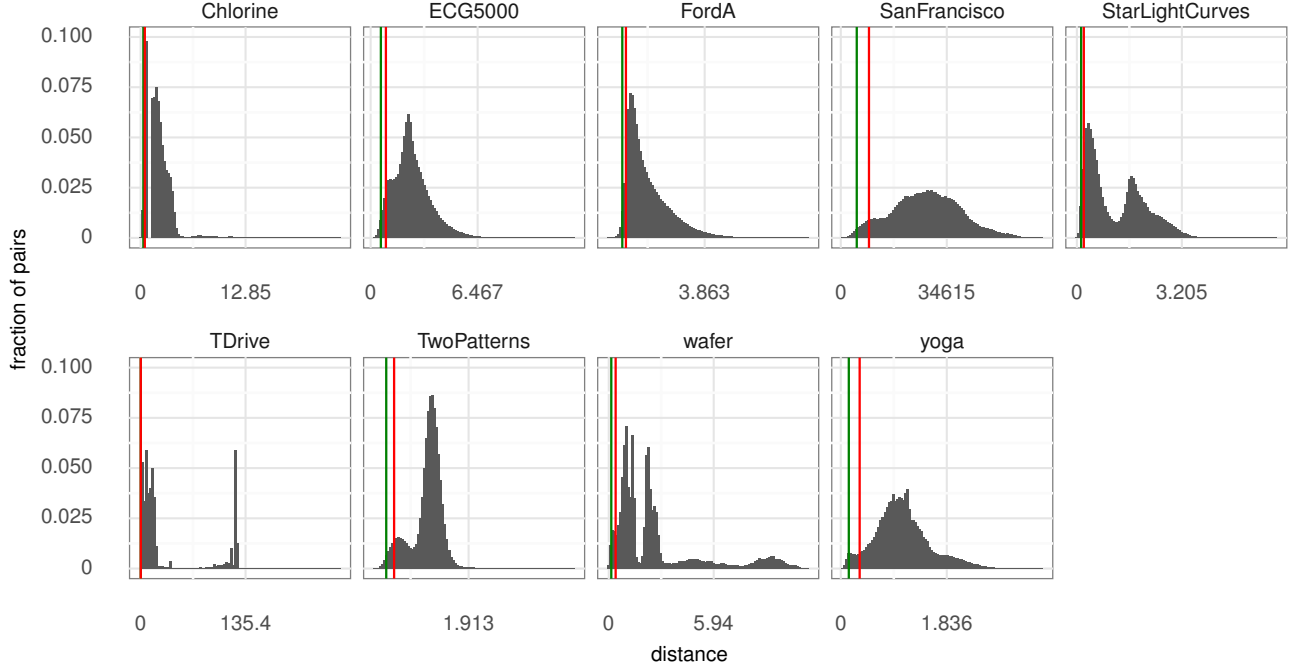 Chlorine ECG5000 FordA SanFrancisco StarLightCurves
0.100
0.075
0.050
0.025
0
0 12.85 0 6.467 3.863 0 34615 0 3.205
fraction of pairs
TDrive TwoPatterns wafer yoga
0.100
0.075
0.050
0.025
0
0 135.4 1.913 0 5.94 0 1.836
distance